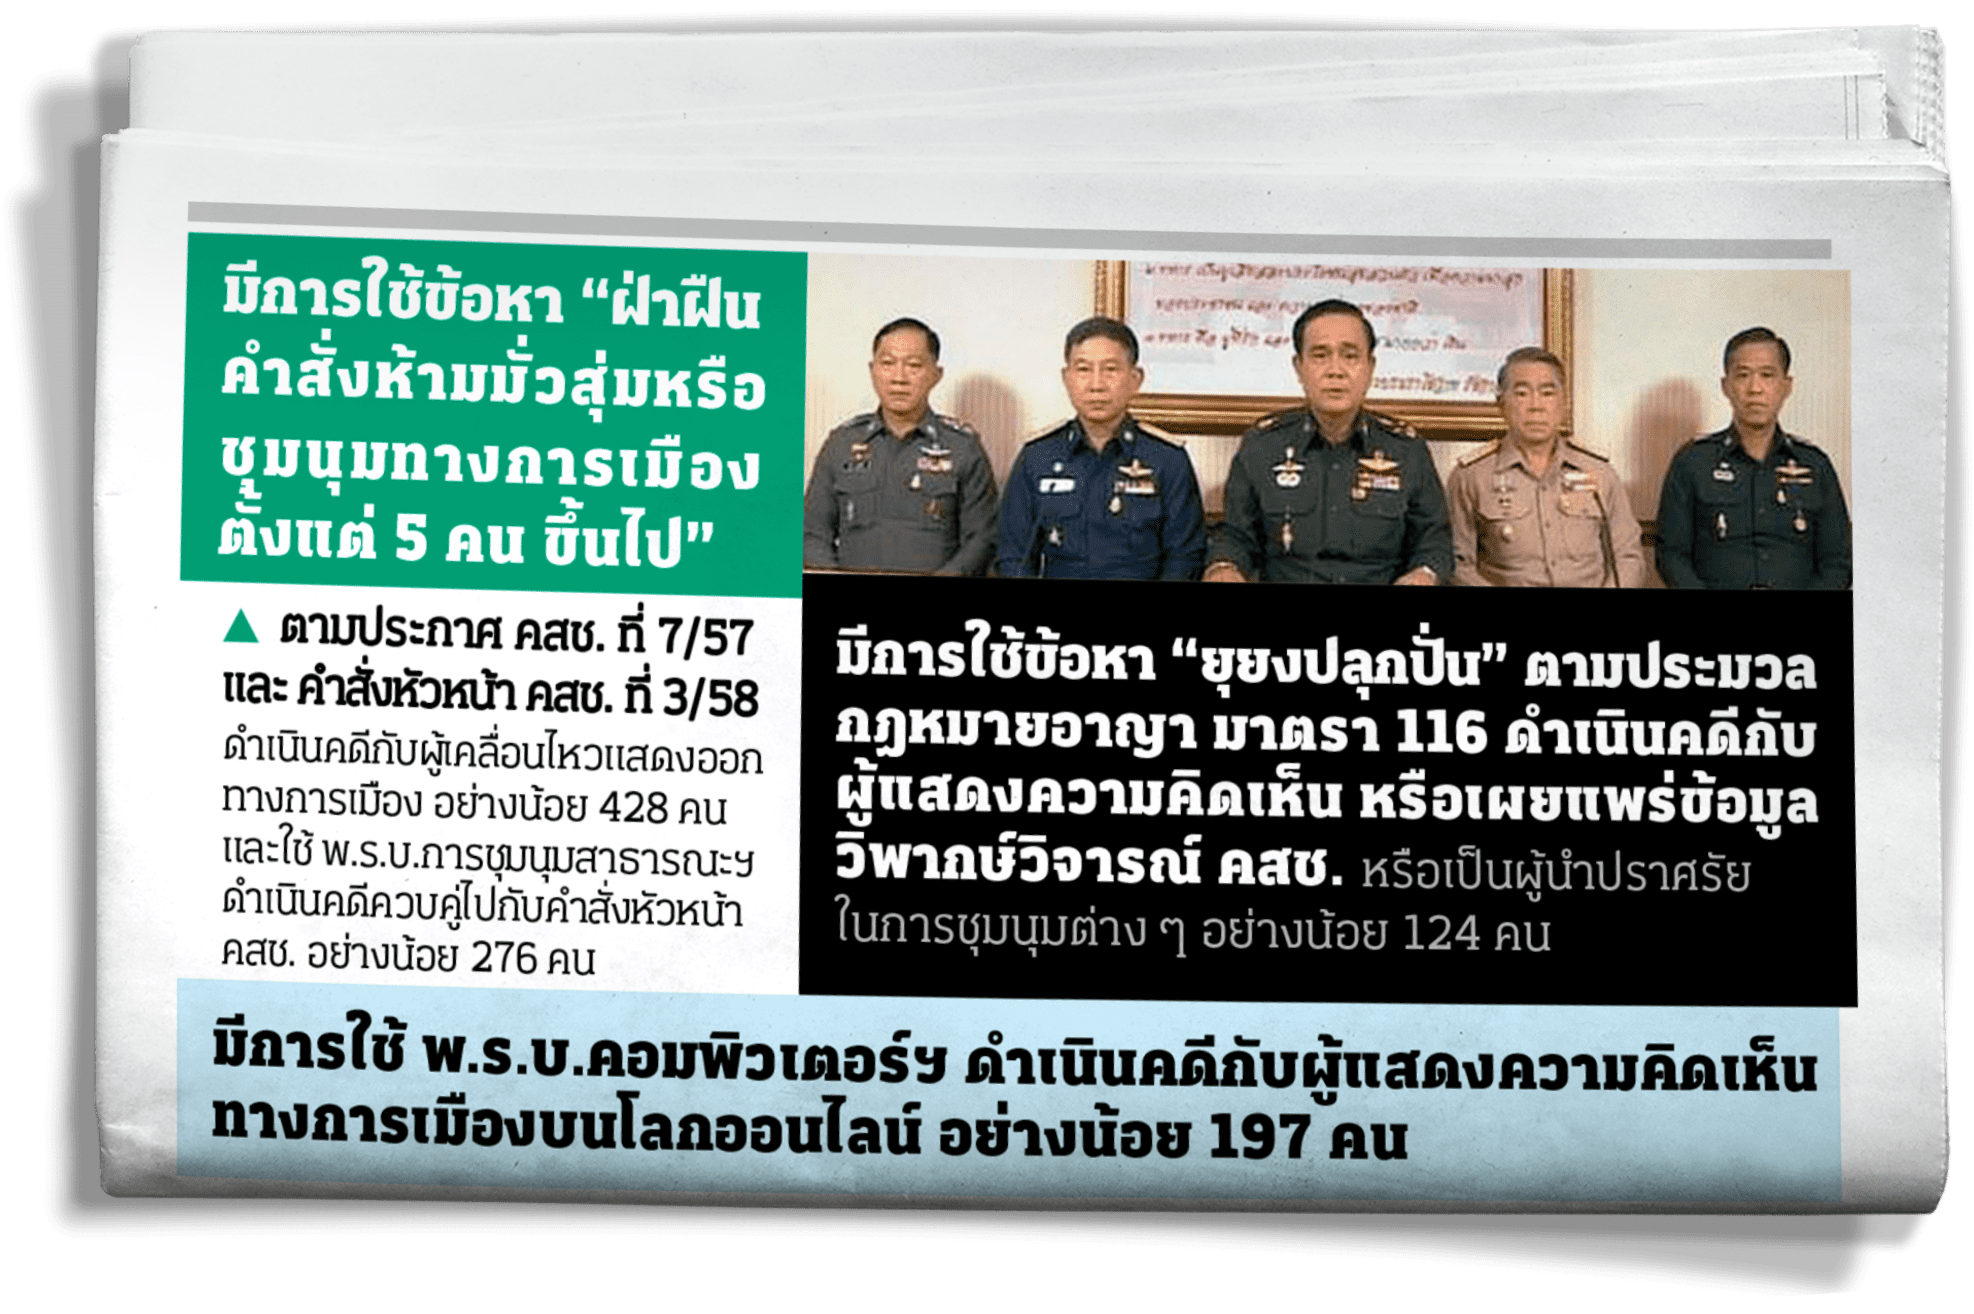 มีการใช้ข้อหา “ฝ่าฝืน
คำสั่งห้ามมั่วสุ่มหรือ
ชุมนุมทางการเมือง
ตั้งแต่ 5 คน ขึ้นไป”
▲ ตามประกาศ คสช. ที่ 7/57
และ คำสั่งหัวหน้า คสช. ที่ 3/58
ดำเนินคดีกับผู้เคลื่อนไหวแสดงออก
ทางการเมือง อย่างน้อย 428 คน
และใช้ พ.ร.บ.การชุมนุมสาธารณะฯ
ดำเนินคดีควบคู่ไปกับคำสั่งหัวหน้า
คสช. อย่างน้อย 276 คน
มีการใช้ข้อหา “ยุยงปลุกปั่น” ตามประมวล
กฎหมายอาญา มาตรา 116 ดำเนินคดีกับ
ผู้แสดงความคิดเห็น หรือเผยแพร่ข้อมูล
วิพากษ์วิจารณ์ คสช. หรือเป็นผู้นำปราศรัย
ในการชุมนุมต่าง ๆ อย่างน้อย 124 คน
มีการใช้ พ.ร.บ.คอมพิวเตอร์ฯ ดำเนินคดีกับผู้แสดงความคิดเห็น
ทางการเมืองบนโลกออนไลน์ อย่างน้อย 197 คน